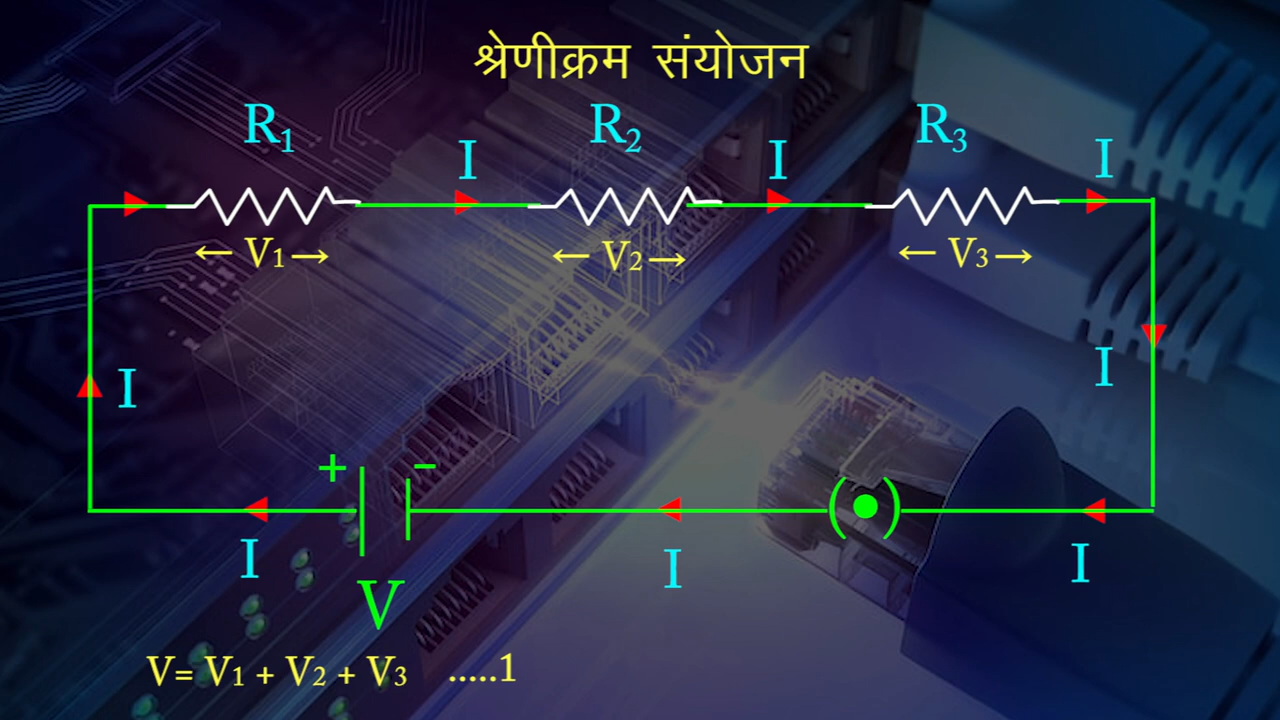 श्रेणीक्रम संयोजन
R1 R2 R3
I I I
← V1 → ← V2 → ← V3 →
I I
+ −
( • )
I I I
V
V= V1 + V2 + V3 .....1